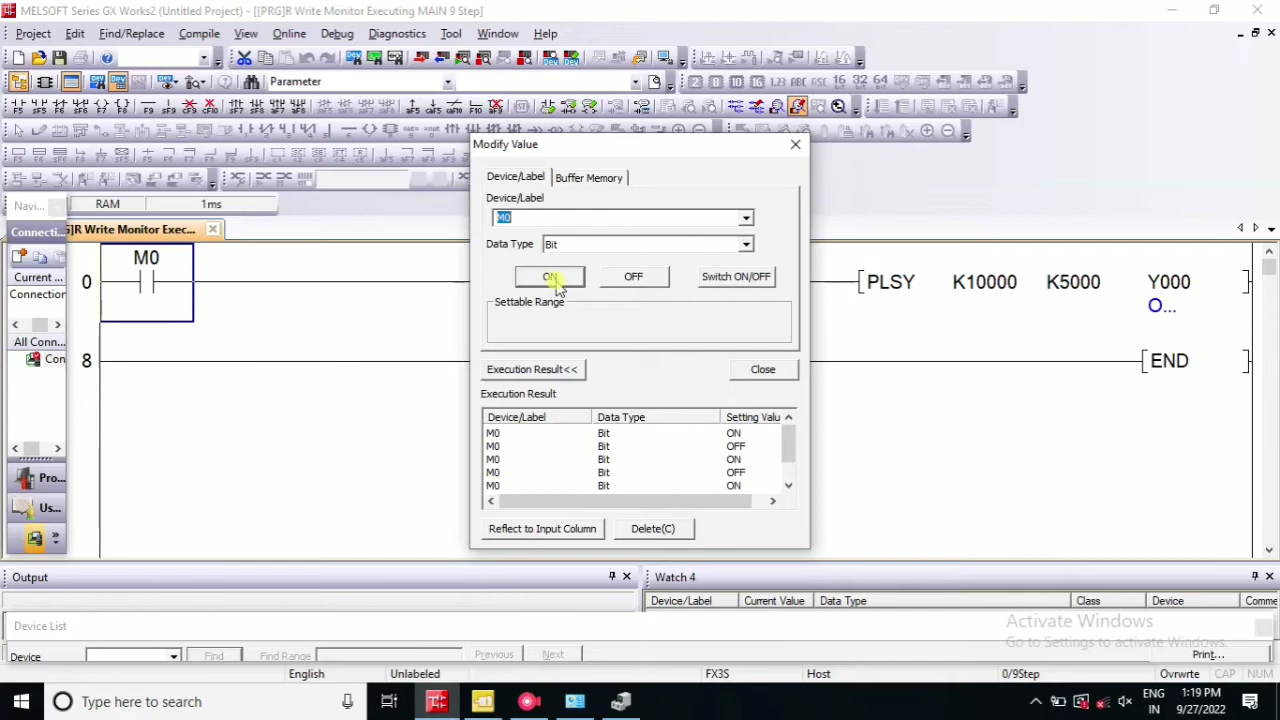 MELSOFT Series GX Works2 (Untitled Project) - [[PRG]R Write Monitor Executing MAIN 9 Step]
Project Edit Find/Replace Compile View Online Debug Diagnostics Tool Window Help
Parameter
RAM 1ms
Navi...
Connecti...
Current ...
Connection
All Conn...
Con
Pro...
Us...
]R Write Monitor Exec...
M0
0
PLSY K10000 K5000 Y000
O...
8
END
Modify Value
Device/Label Buffer Memory
Device/Label
M0
Data Type Bit
ON OFF Switch ON/OFF
Settable Range
Execution Result<< Close
Execution Result
Device/Label Data Type Setting Valu
M0 Bit ON
M0 Bit OFF
M0 Bit ON
M0 Bit OFF
M0 Bit ON
Reflect to Input Column Delete(C)
Output
Watch 4
Device/Label Current Value Data Type Class Device Comme
Device List
Activate Windows
Go to Settings to activate Windows.
Device Find Find Range Previous Next Print...
English Unlabeled FX3S Host 0/9Step Ovrwrte CAP NUM
Type here to search
ENG
IN
1:19 PM
9/27/2022